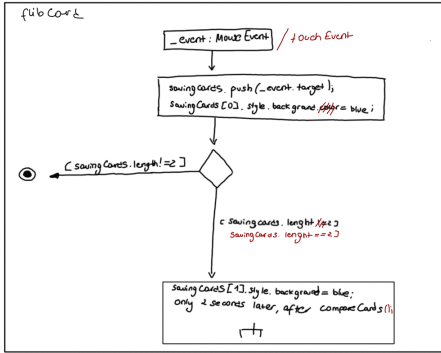 flibCard
_event: MouseEvent / touchEvent
savingCards.push(_event.target);
savingCards[0].style.background = blue;
[savingCards.length!=2]
[savingcards.lenght 2]
savingCards.lenght==2]
savingCards[1].style.background=blue;
only 2 seconds later, after compareCards();